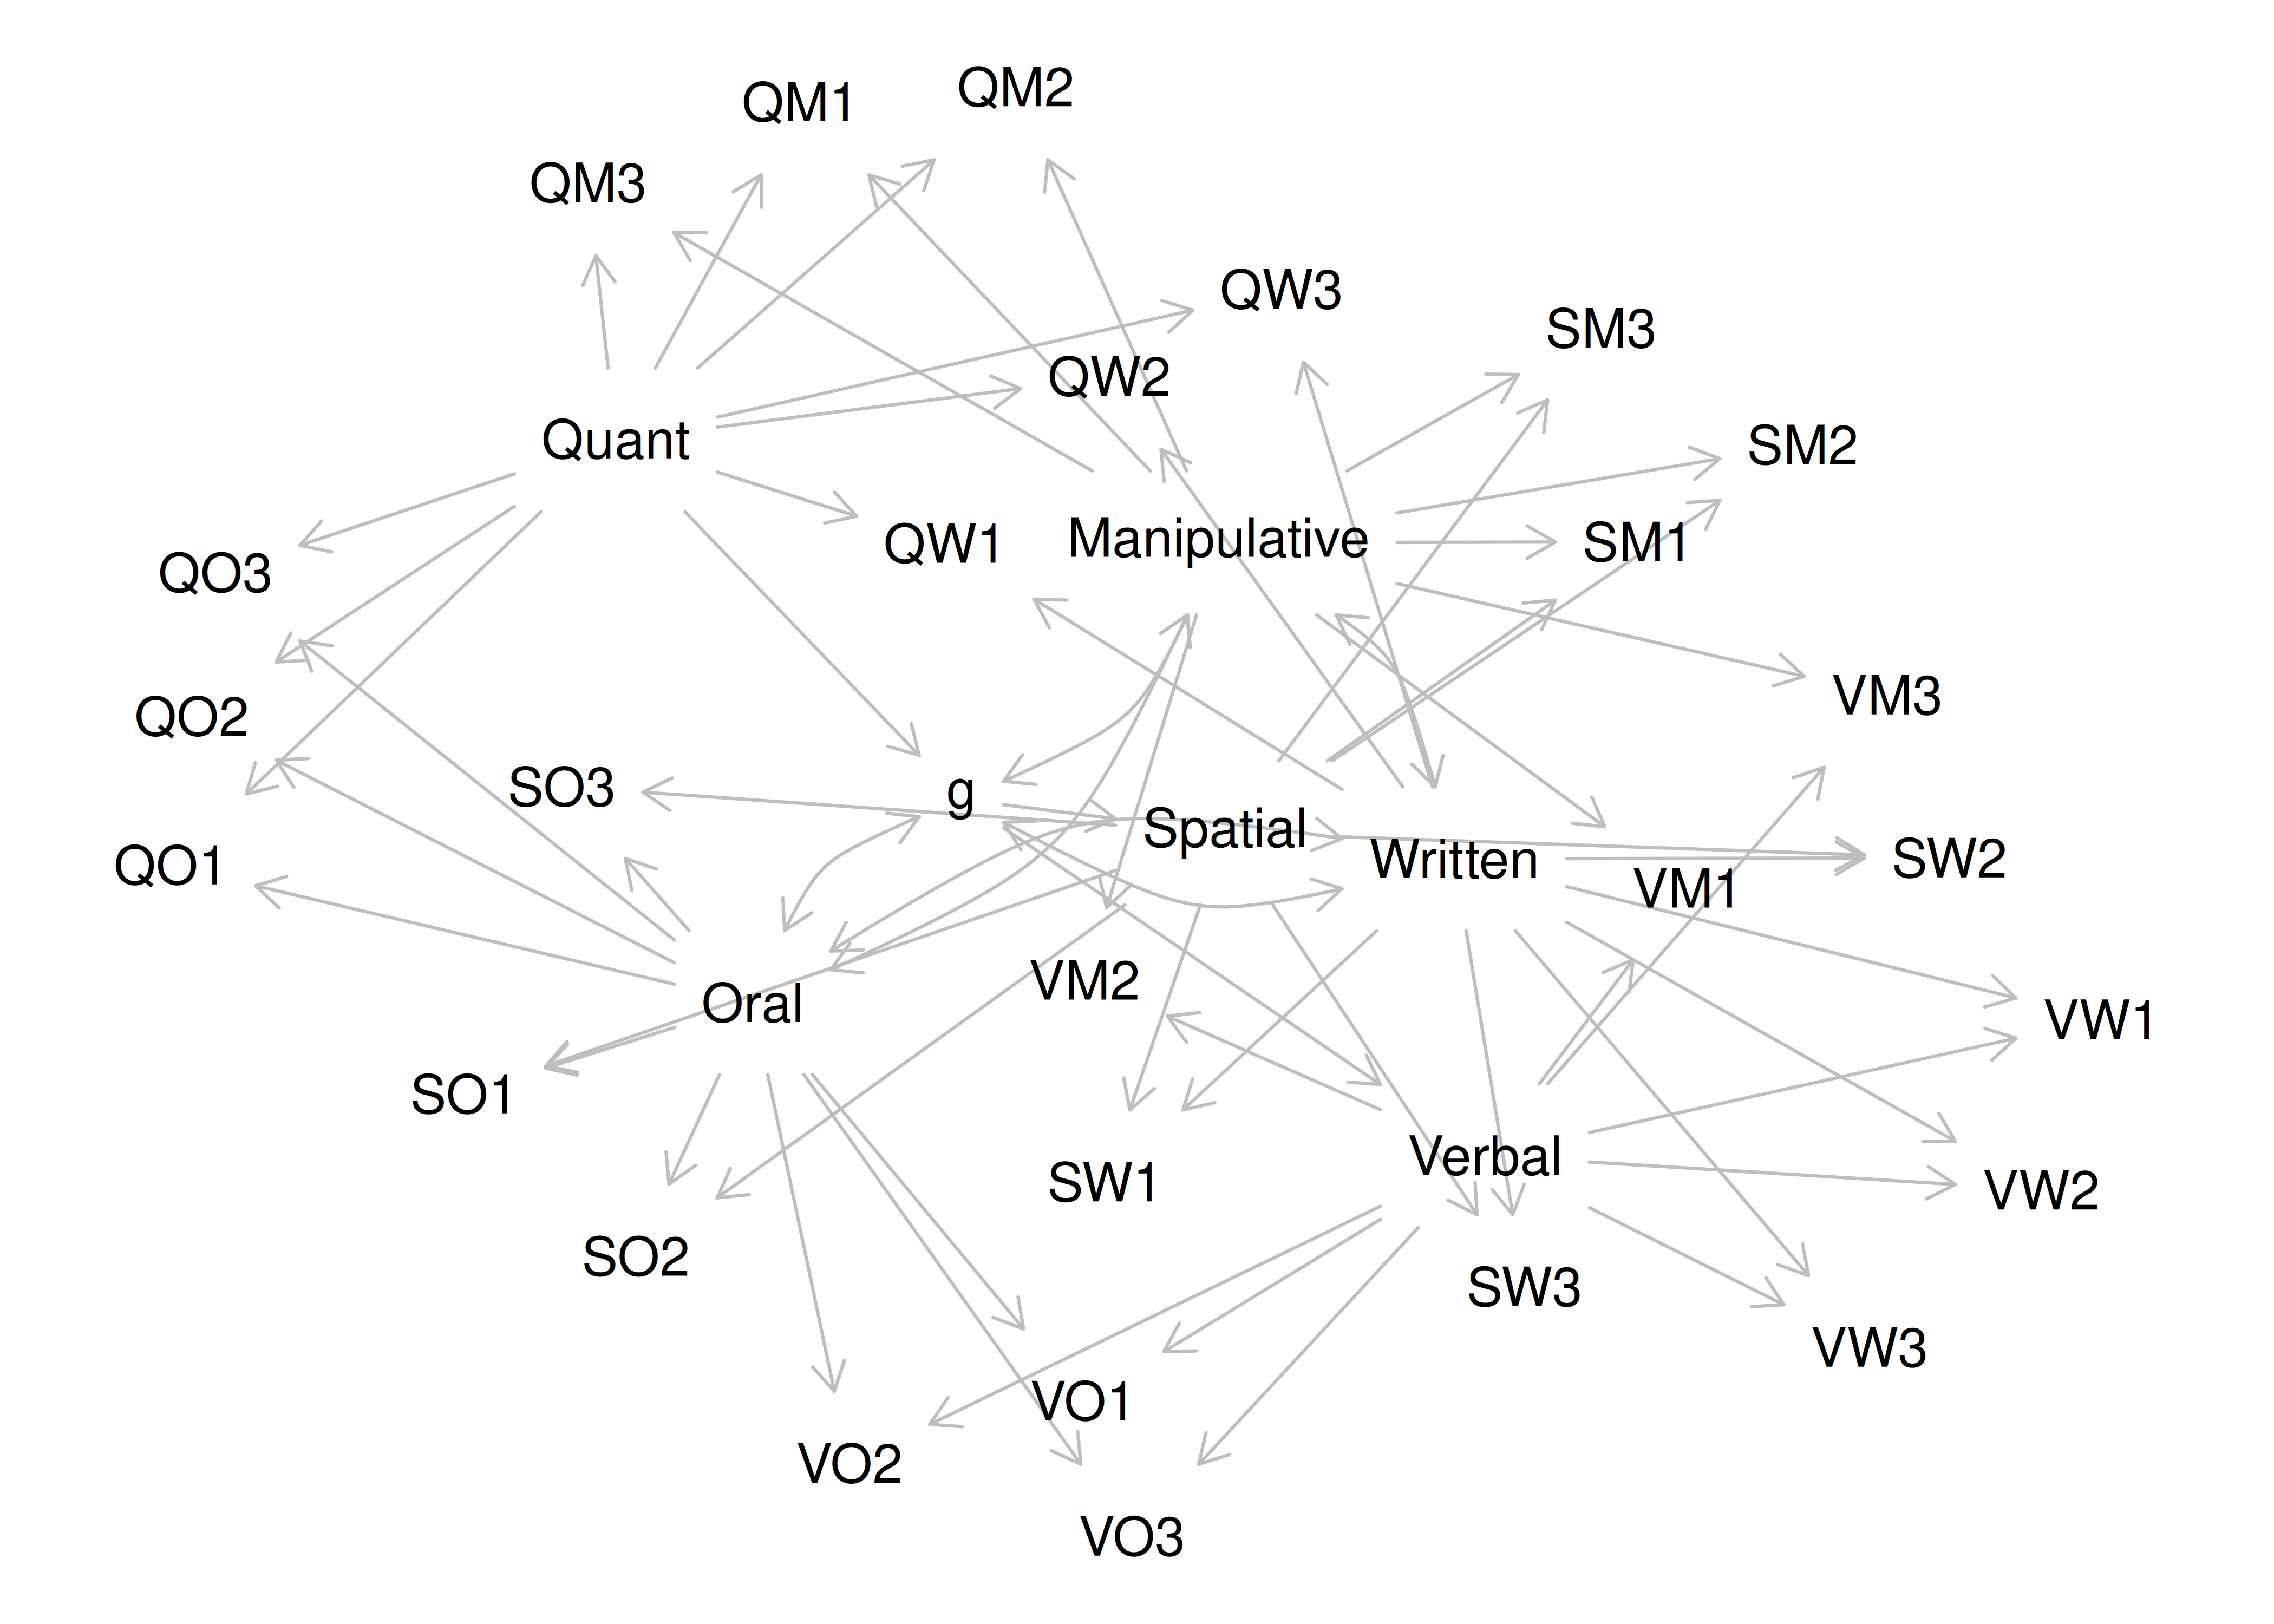 QM2
QM1
QM3
QW3
SM3
QW2
Quant
SM2
Manipulative
SM1
QW1
QO3
VM3
QO2
SO3
g
Spatial
Written
SW2
QO1
VM1
VM2
Oral
VW1
SO1
Verbal
SW1
VW2
SO2
SW3
VW3
VO1
VO2
VO3